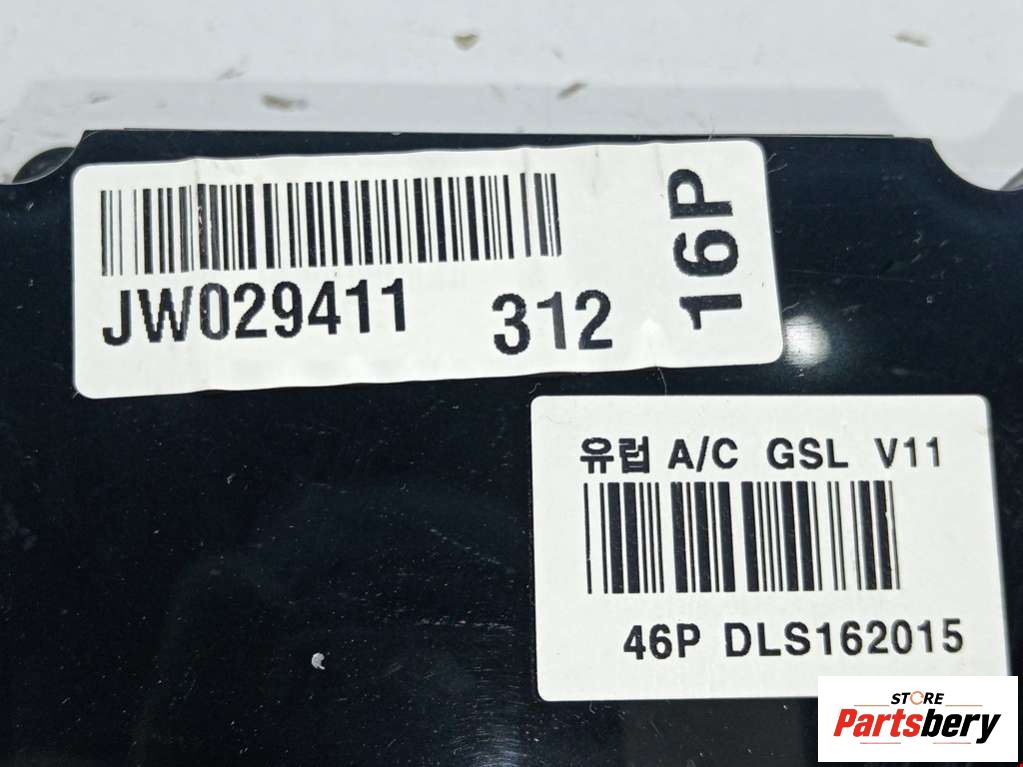 JW029411 312
16P
유럽 A/C GSL V11
46P DLS162015
STORE
Partsbery